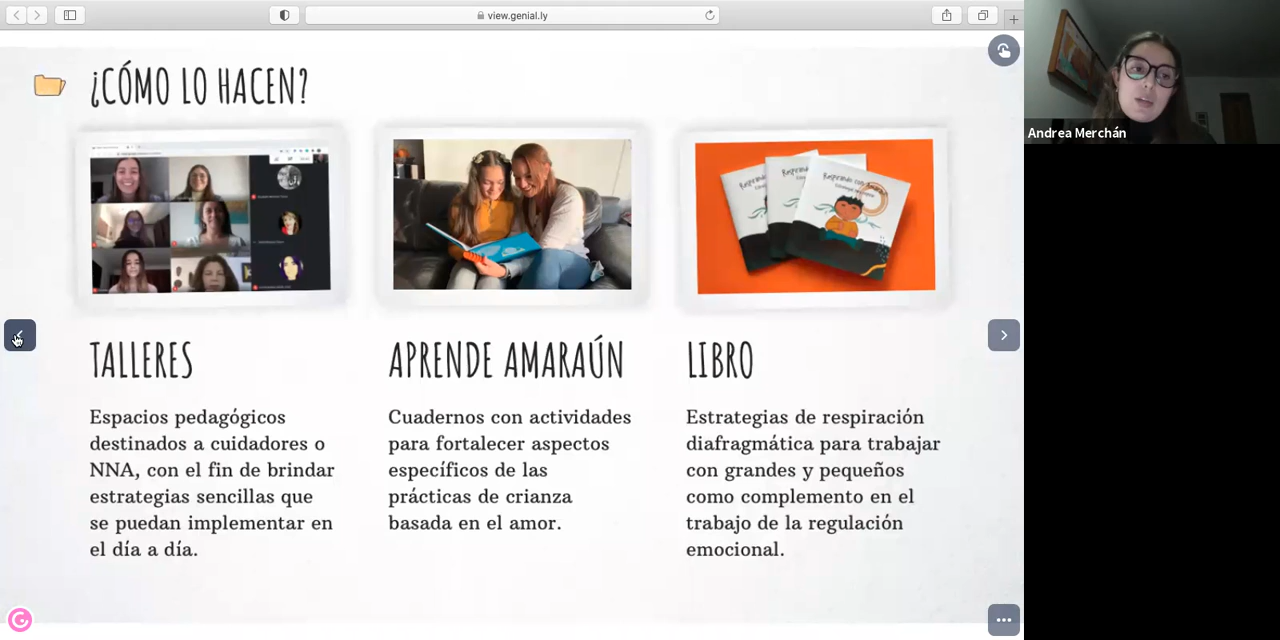 view.genial.ly
¿CÓMO LO HACEN?
Andrea Merchán
TALLERES
Espacios pedagógicos
destinados a cuidadores o
NNA, con el fin de brindar
estrategias sencillas que
se puedan implementar en
el día a día.
APRENDE AMARAÚN
Cuadernos con actividades
para fortalecer aspectos
específicos de las
prácticas de crianza
basada en el amor.
LIBRO
Estrategias de respiración
diafragmática para trabajar
con grandes y pequeños
como complemento en el
trabajo de la regulación
emocional.